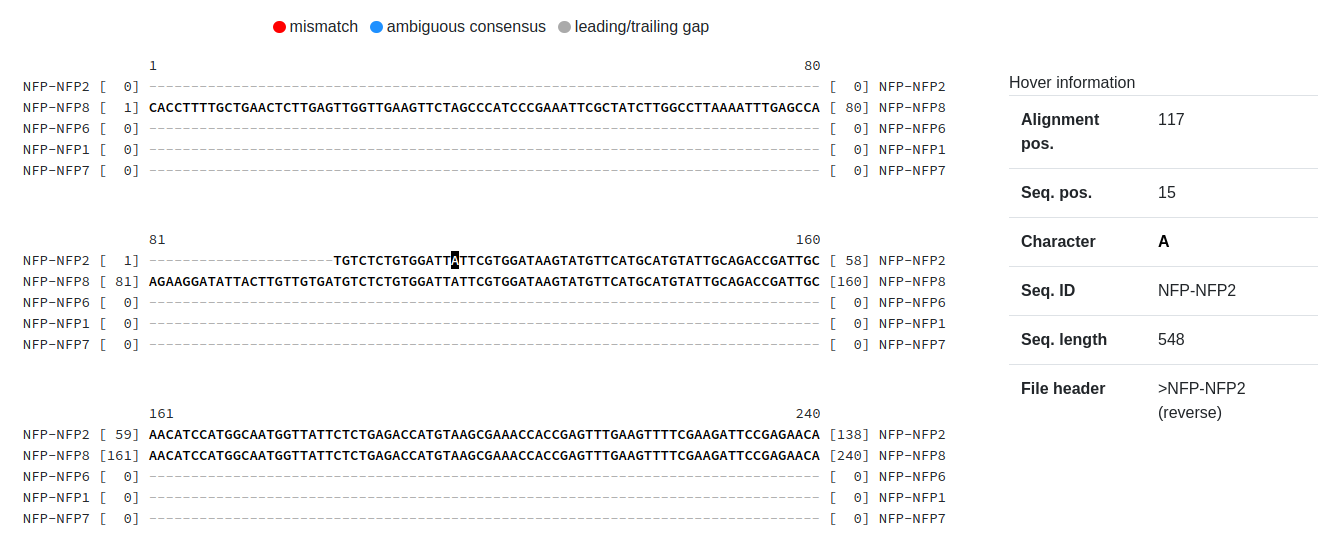 mismatch ambiguous consensus leading/trailing gap
1 80
NFP-NFP2 [ 0] -------------------------------------------------------------------------------- [ 0] NFP-NFP2
NFP-NFP8 [ 1] CACCTTTTGCTGAACTCTTGAGTTGGTTGAAGTTCTAGCCCATCCCGAAATTCGCTATCTTGGCCTTAAAATTTGAGCCA [ 80] NFP-NFP8
NFP-NFP6 [ 0] -------------------------------------------------------------------------------- [ 0] NFP-NFP6
NFP-NFP1 [ 0] -------------------------------------------------------------------------------- [ 0] NFP-NFP1
NFP-NFP7 [ 0] -------------------------------------------------------------------------------- [ 0] NFP-NFP7
81 160
NFP-NFP2 [ 1] ----------------------TGTCTCTGTGGATTATTCGTGGATAAGTATGTTCATGCATGTATTGCAGACCGATTGC [ 58] NFP-NFP2
NFP-NFP8 [ 81] AGAAGGATATTACTTGTTGTGATGTCTCTGTGGATTATTCGTGGATAAGTATGTTCATGCATGTATTGCAGACCGATTGC [160] NFP-NFP8
NFP-NFP6 [ 0] -------------------------------------------------------------------------------- [ 0] NFP-NFP6
NFP-NFP1 [ 0] -------------------------------------------------------------------------------- [ 0] NFP-NFP1
NFP-NFP7 [ 0] -------------------------------------------------------------------------------- [ 0] NFP-NFP7
161 240
NFP-NFP2 [ 59] AACATCCATGGCAATGGTTATTCTCTGAGACCATGTAAGCGAAACCACCGAGTTTGAAGTTTTCGAAGATTCCGAGAACA [138] NFP-NFP2
NFP-NFP8 [161] AACATCCATGGCAATGGTTATTCTCTGAGACCATGTAAGCGAAACCACCGAGTTTGAAGTTTTCGAAGATTCCGAGAACA [240] NFP-NFP8
NFP-NFP6 [ 0] -------------------------------------------------------------------------------- [ 0] NFP-NFP6
NFP-NFP1 [ 0] -------------------------------------------------------------------------------- [ 0] NFP-NFP1
NFP-NFP7 [ 0] -------------------------------------------------------------------------------- [ 0] NFP-NFP7
Hover information
Alignment 117
pos.
Seq. pos. 15
Character A
Seq. ID NFP-NFP2
Seq. length 548
File header >NFP-NFP2
(reverse)